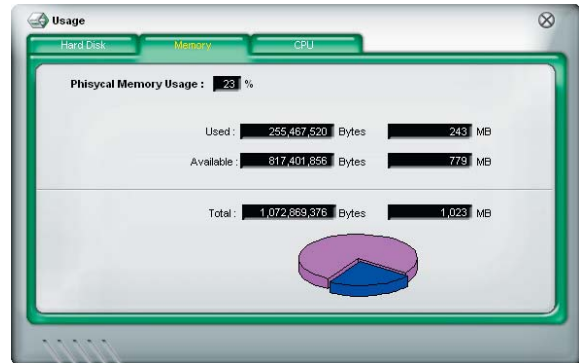 Usage
Hard Disk Memory CPU
Phisycal Memory Usage : 23 %
Used : 255,467,520 Bytes 243 MB
Available : 817,401,856 Bytes 779 MB
Total : 1,072,869,376 Bytes 1,023 MB